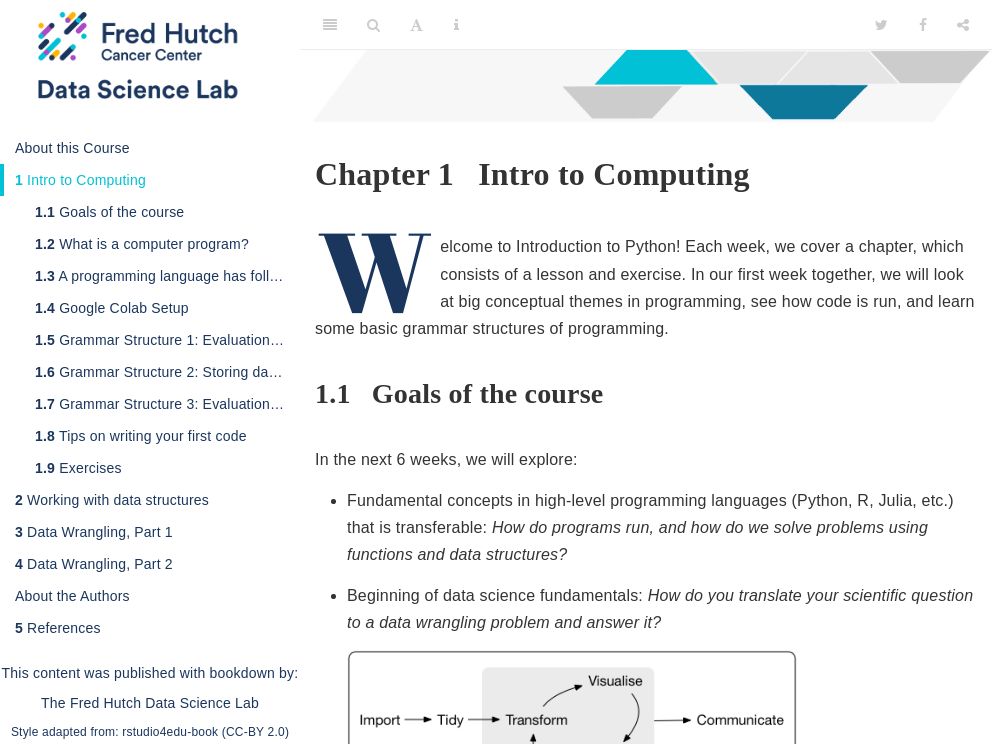 Fred Hutch
Cancer Center
Data Science Lab
About this Course
1 Intro to Computing
1.1 Goals of the course
1.2 What is a computer program?
1.3 A programming language has foll…
1.4 Google Colab Setup
1.5 Grammar Structure 1: Evaluation…
1.6 Grammar Structure 2: Storing da…
1.7 Grammar Structure 3: Evaluation…
1.8 Tips on writing your first code
1.9 Exercises
2 Working with data structures
3 Data Wrangling, Part 1
4 Data Wrangling, Part 2
About the Authors
5 References
This content was published with bookdown by:
The Fred Hutch Data Science Lab
Style adapted from: rstudio4edu-book (CC-BY 2.0)
Chapter 1 Intro to Computing
Welcome to Introduction to Python! Each week, we cover a chapter, which
consists of a lesson and exercise. In our first week together, we will look
at big conceptual themes in programming, see how code is run, and learn
some basic grammar structures of programming.
1.1 Goals of the course
In the next 6 weeks, we will explore:
• Fundamental concepts in high-level programming languages (Python, R, Julia, etc.)
that is transferable: How do programs run, and how do we solve problems using
functions and data structures?
• Beginning of data science fundamentals: How do you translate your scientific question
to a data wrangling problem and answer it?
Visualise
Import Tidy Transform Communicate